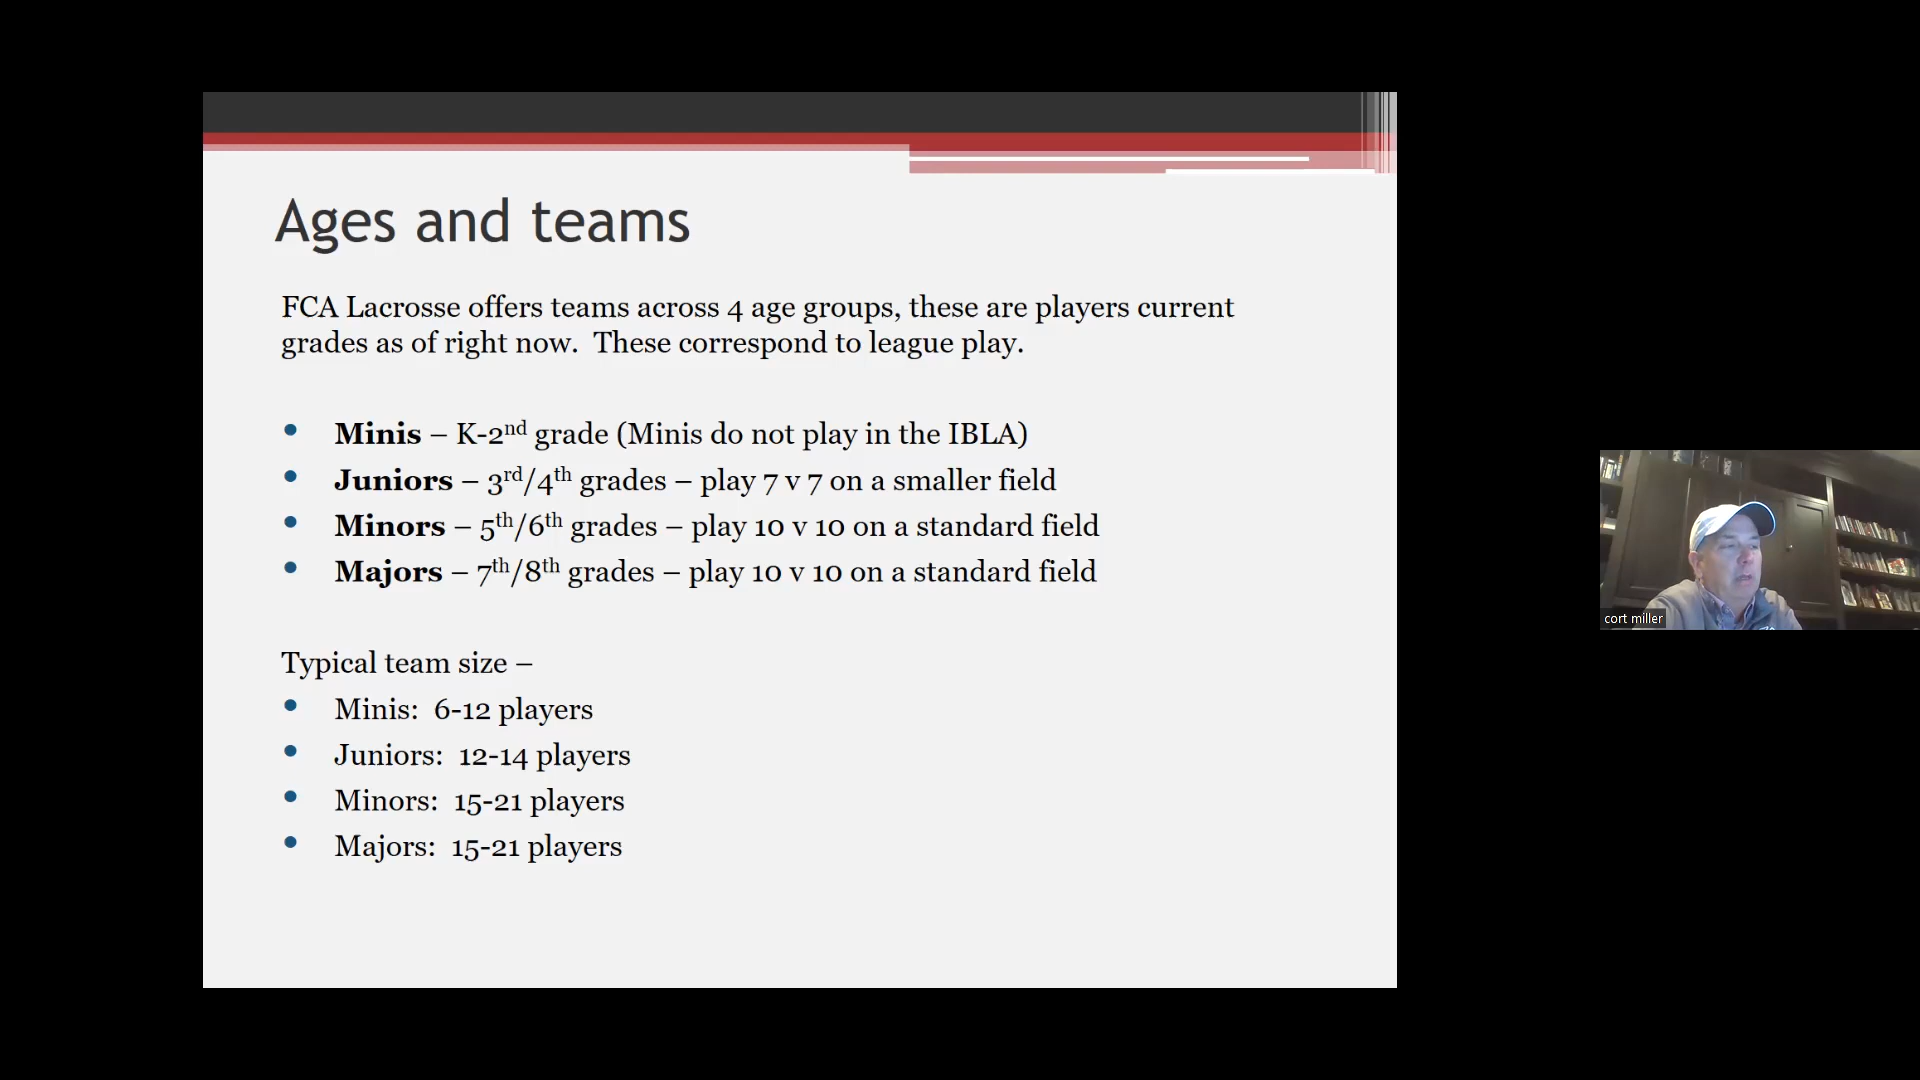 Ages and teams
FCA Lacrosse offers teams across 4 age groups, these are players current
grades as of right now.  These correspond to league play.
• Minis – K-2nd grade (Minis do not play in the IBLA)
• Juniors – 3rd/4th grades – play 7 v 7 on a smaller field
• Minors – 5th/6th grades – play 10 v 10 on a standard field
• Majors – 7th/8th grades – play 10 v 10 on a standard field
Typical team size –
• Minis:  6-12 players
• Juniors:  12-14 players
• Minors:  15-21 players
• Majors:  15-21 players
cort miller